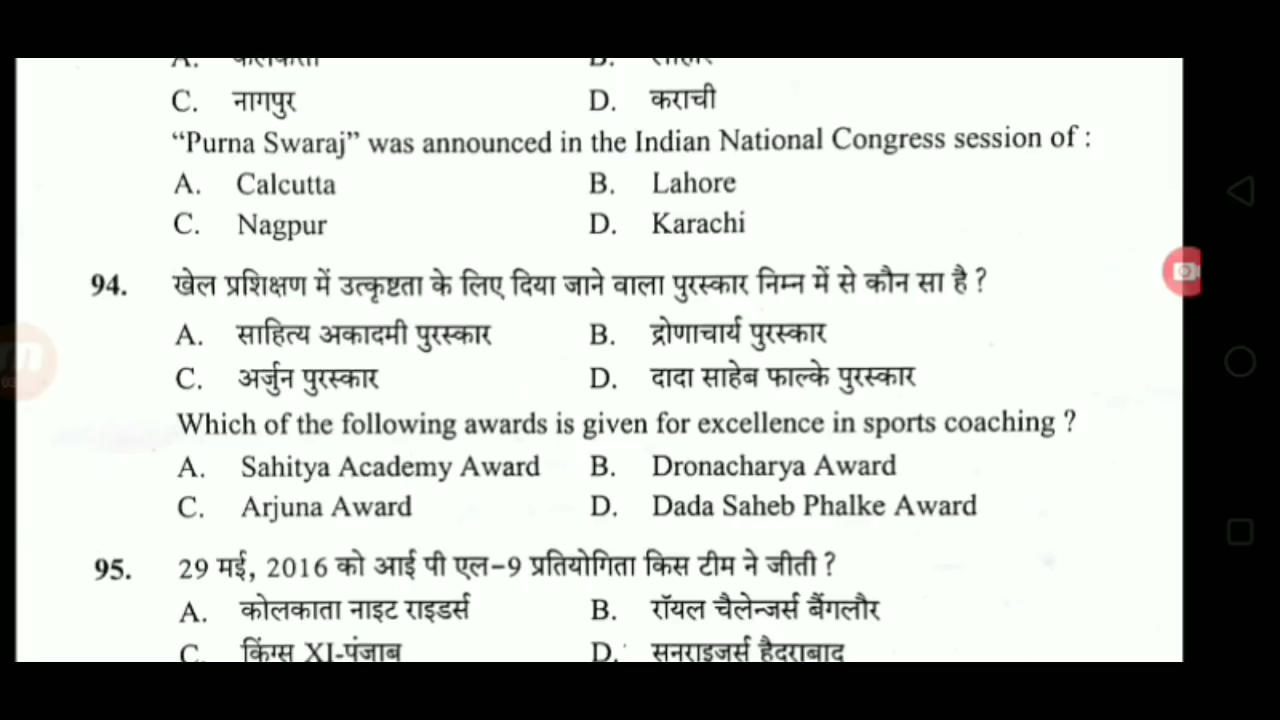 C. नागपुर D. कराची
“Purna Swaraj” was announced in the Indian National Congress session of :
A. Calcutta B. Lahore
C. Nagpur D. Karachi
94. खेल प्रशिक्षण में उत्कृष्टता के लिए दिया जाने वाला पुरस्कार निम्न में से कौन सा है ?
A. साहित्य अकादमी पुरस्कार B. द्रोणाचार्य पुरस्कार
C. अर्जुन पुरस्कार D. दादा साहेब फाल्के पुरस्कार
Which of the following awards is given for excellence in sports coaching ?
A. Sahitya Academy Award B. Dronacharya Award
C. Arjuna Award D. Dada Saheb Phalke Award
95. 29 मई, 2016 को आई पी एल-9 प्रतियोगिता किस टीम ने जीती ?
A. कोलकाता नाइट राइडर्स B. रॉयल चैलेन्जर्स बैंगलौर
C. किंग्स XI-पंजाब D. सनराइजर्स हैदराबाद